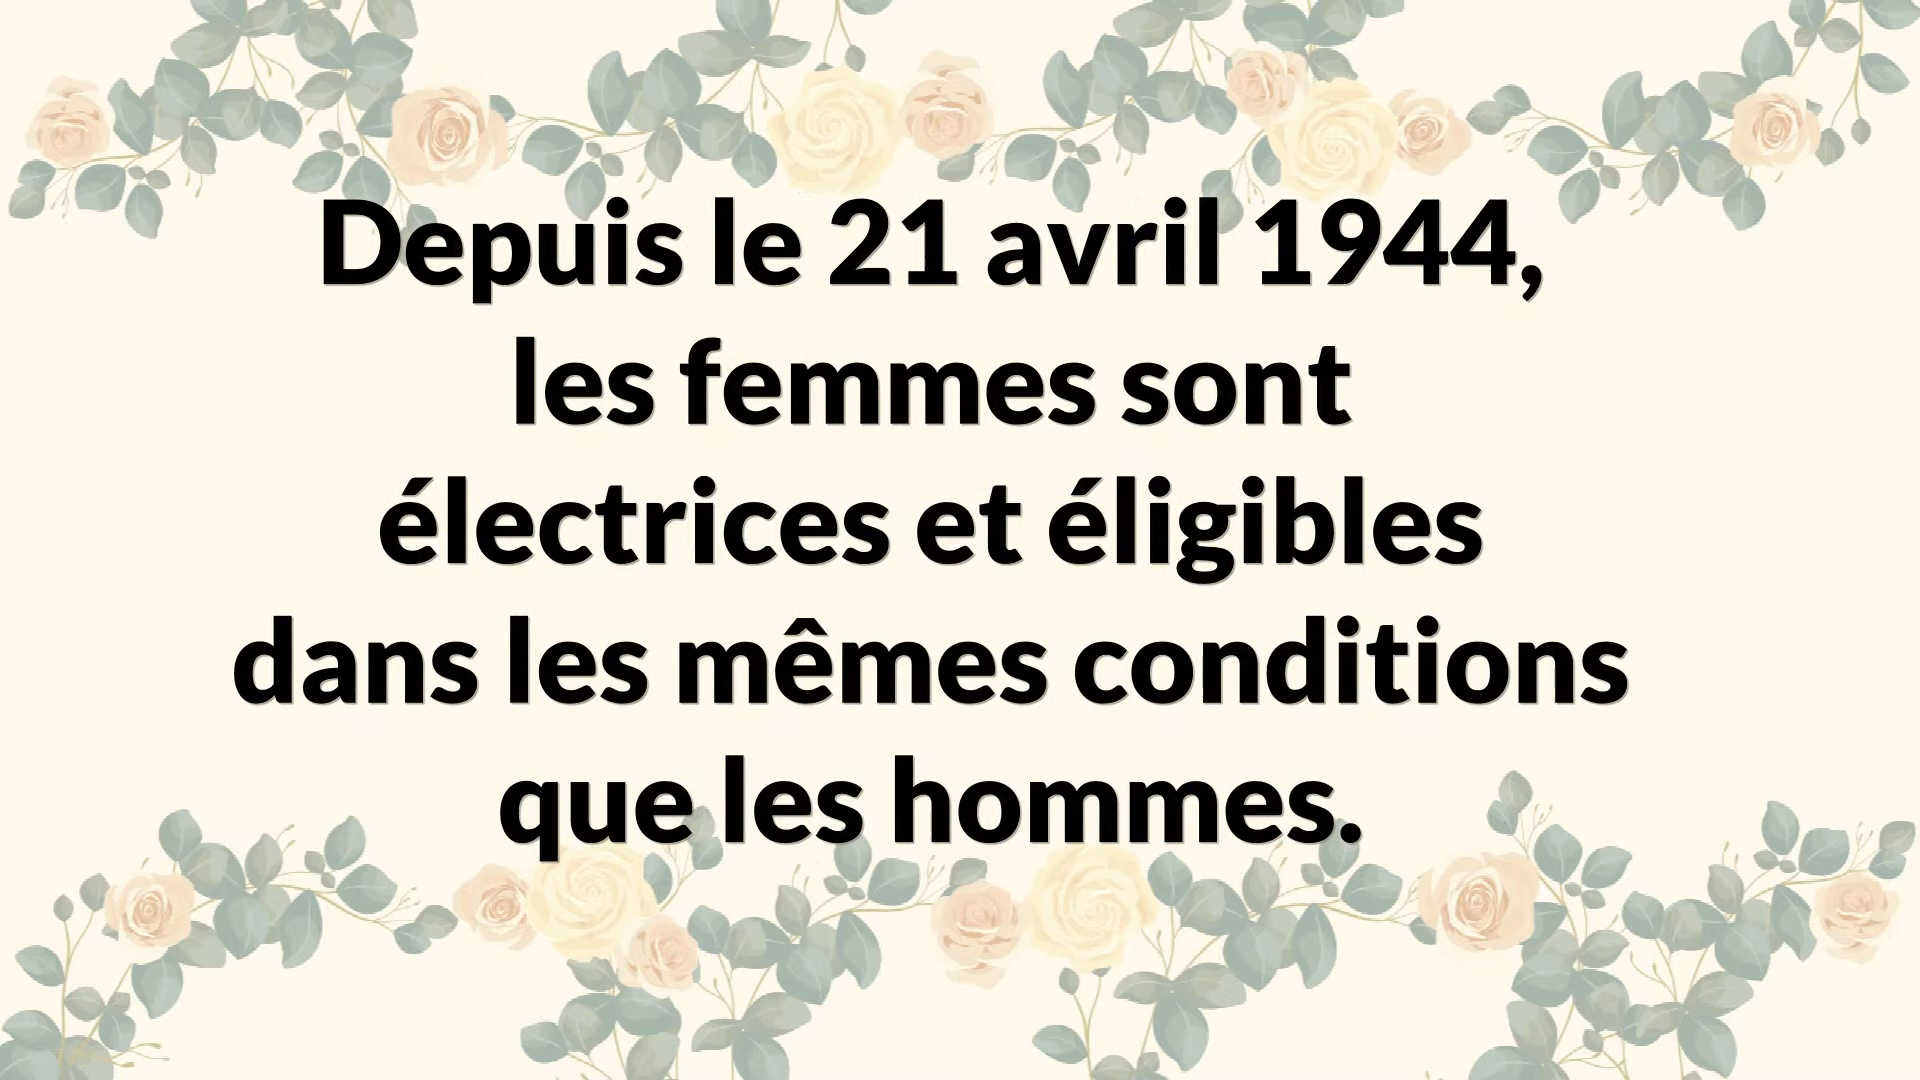 Depuis le 21 avril 1944,
les femmes sont
électrices et éligibles
dans les mêmes conditions
que les hommes.